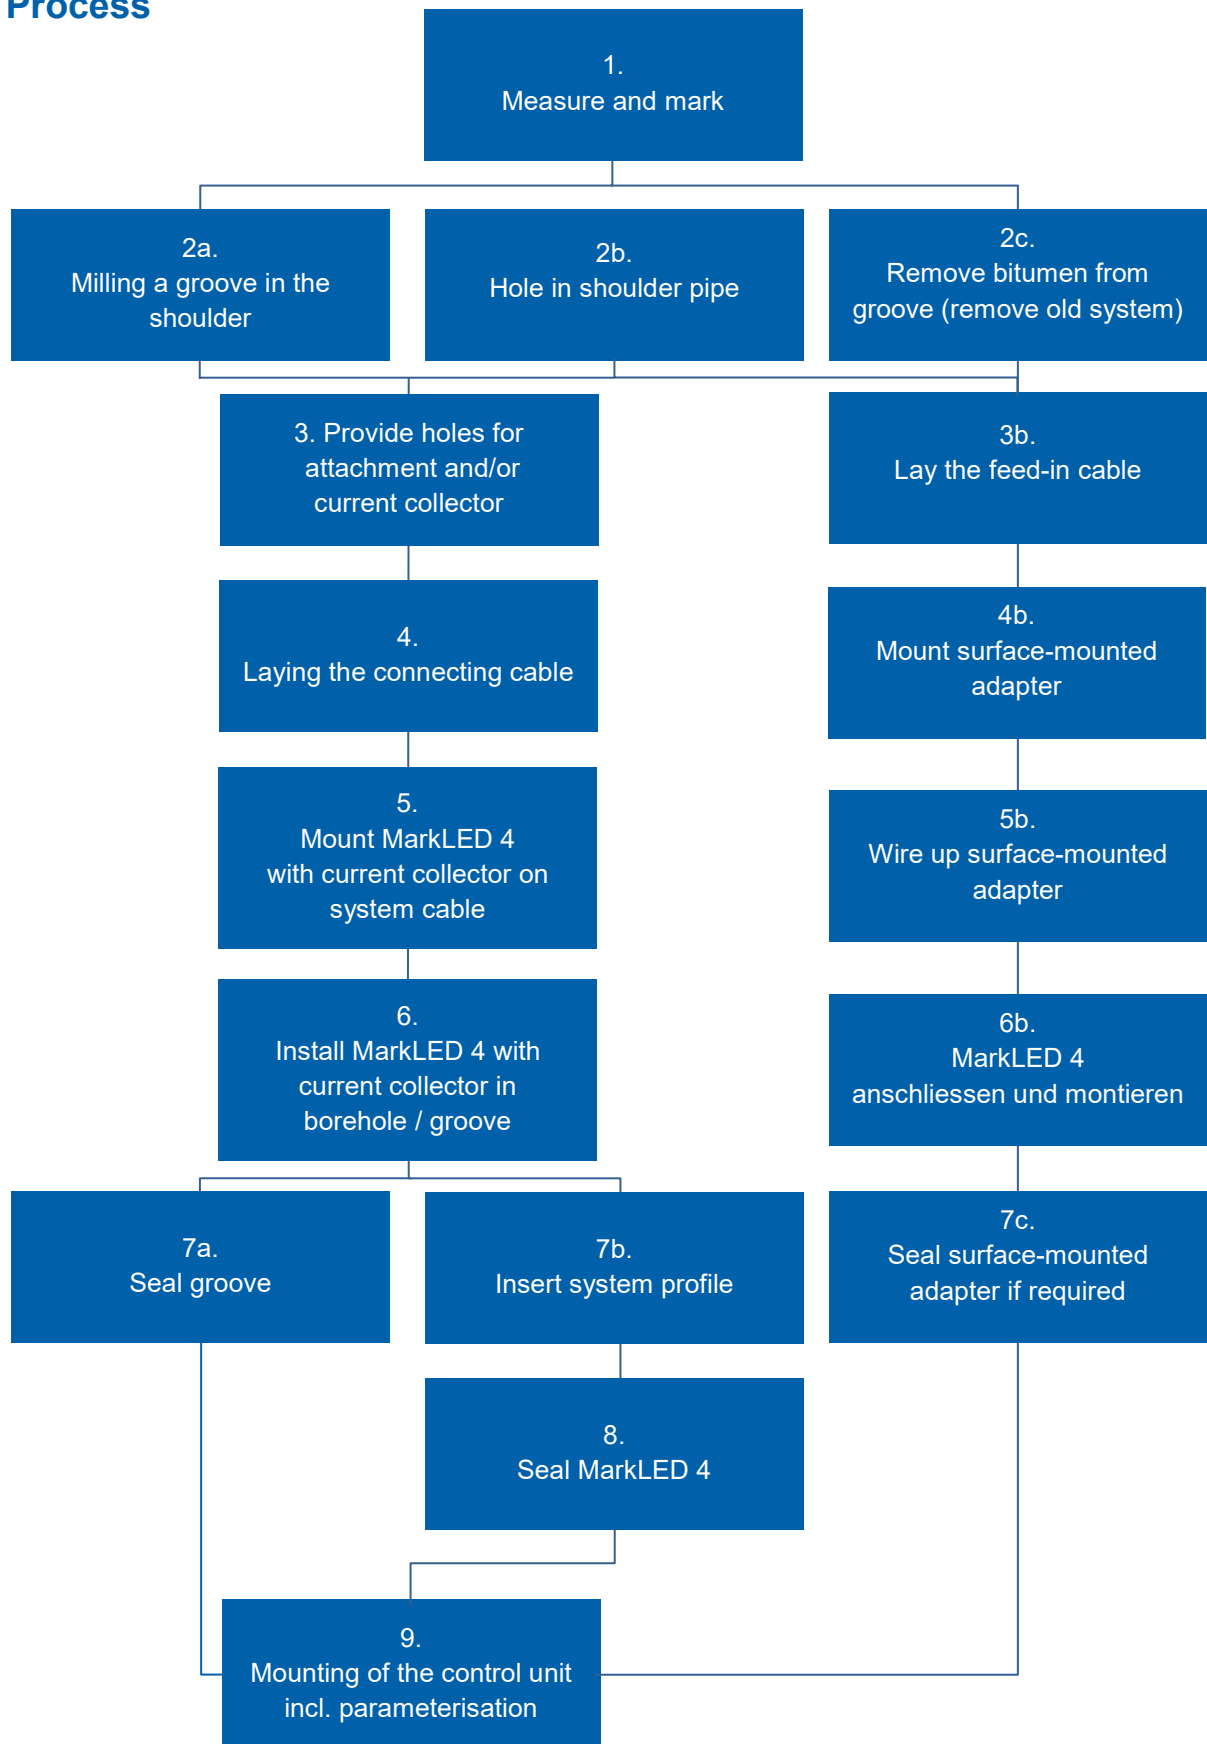 Process
1.
Measure and mark
2a.
Milling a groove in the
shoulder
2b.
Hole in shoulder pipe
2c.
Remove bitumen from
groove (remove old system)
3. Provide holes for
attachment and/or
current collector
3b.
Lay the feed-in cable
4.
Laying the connecting cable
4b.
Mount surface-mounted
adapter
5.
Mount MarkLED 4
with current collector on
system cable
5b.
Wire up surface-mounted
adapter
6.
Install MarkLED 4 with
current collector in
borehole / groove
6b.
MarkLED 4
anschliessen und montieren
7a.
Seal groove
7b.
Insert system profile
7c.
Seal surface-mounted
adapter if required
8.
Seal MarkLED 4
9.
Mounting of the control unit
incl. parameterisation